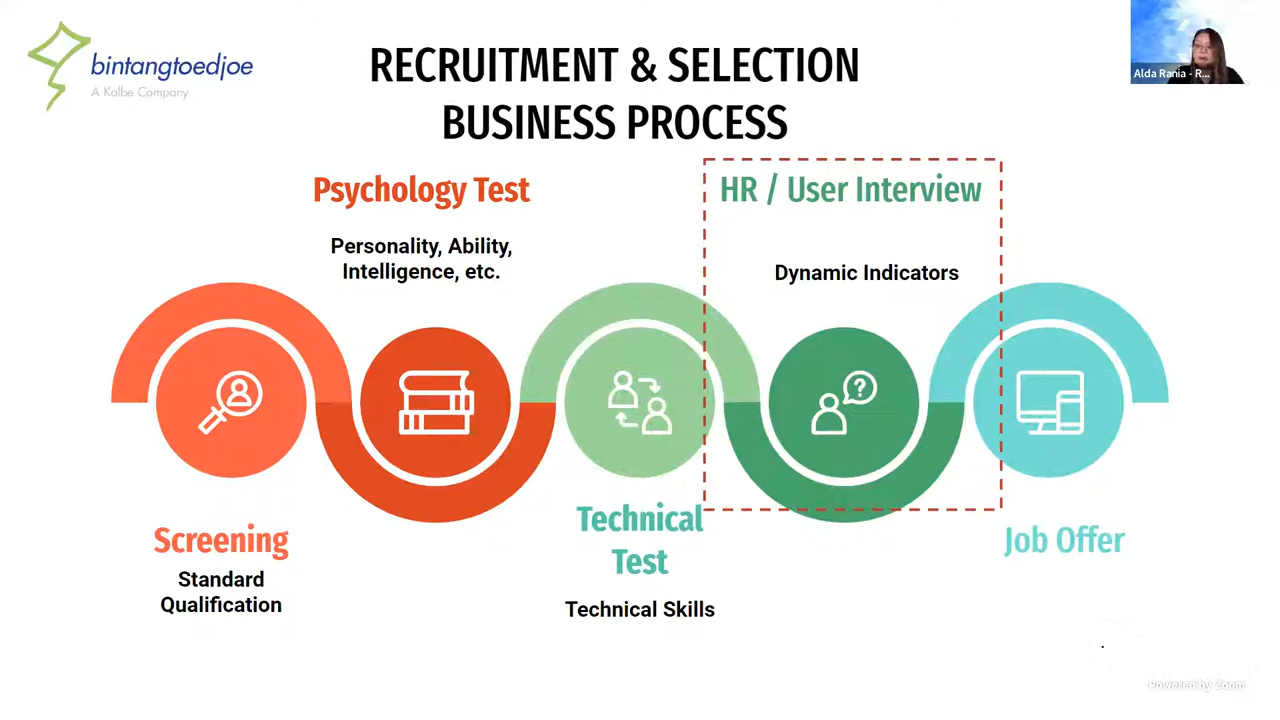 bintangtoedjoe
A Kalbe Company
RECRUITMENT & SELECTION
BUSINESS PROCESS
Alda Rania - R...
Psychology Test
Personality, Ability,
Intelligence, etc.
HR / User Interview
Dynamic Indicators
?
Screening
Standard
Qualification
Technical
Test
Technical Skills
Job Offer
Powered by Zoom